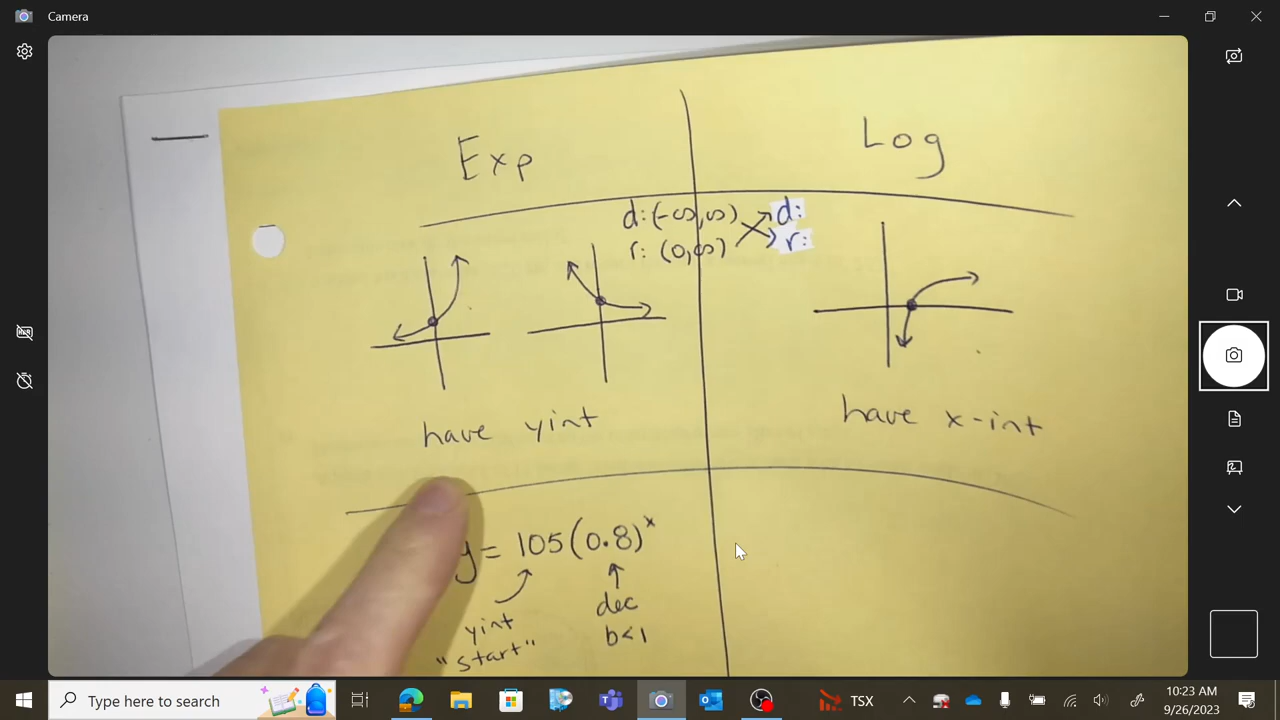 Camera
Exp
Log
d: (-∞,∞)
r: (0,∞)
d:
r:
have yint
have x-int
y = 105(0.8)^x
yint
"start"
dec
b<1
Type here to search
TSX
10:23 AM
9/26/2023